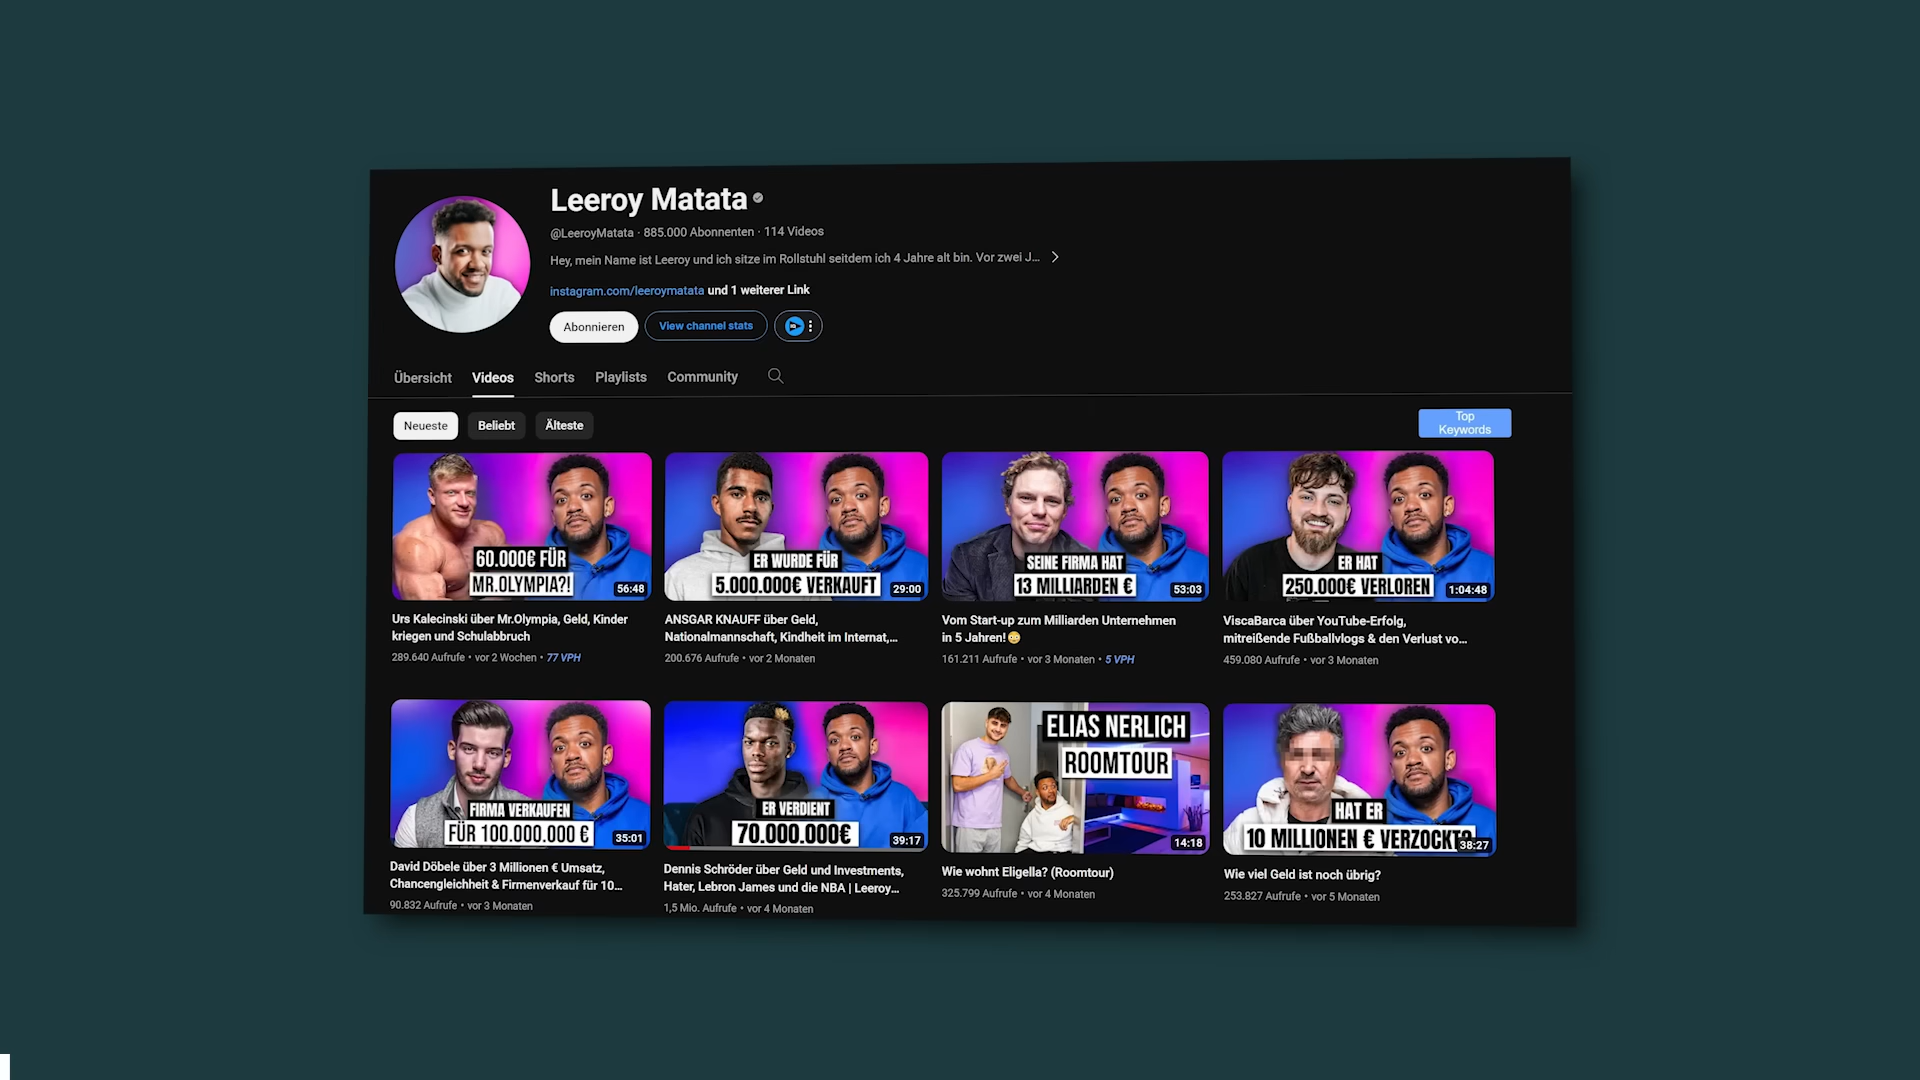 Leeroy Matata
@LeeroyMatata · 885.000 Abonnenten · 114 Videos
Hey, mein Name ist Leeroy und ich sitze im Rollstuhl seitdem ich 4 Jahre alt bin. Vor zwei J...
instagram.com/leeroymatata und 1 weiterer Link
Abonnieren
View channel stats
Übersicht
Videos
Shorts
Playlists
Community
Neueste
Beliebt
Älteste
Top
Keywords
60.000€ FÜR
MR.OLYMPIA?!
56:48
Urs Kalecinski über Mr.Olympia, Geld, Kinder
kriegen und Schulabbruch
289.640 Aufrufe • vor 2 Wochen • 77 VPH
ER WURDE FÜR
5.000.000€ VERKAUFT
29:00
ANSGAR KNAUFF über Geld,
Nationalmannschaft, Kindheit im Internat,...
200.676 Aufrufe • vor 2 Monaten
SEINE FIRMA HAT
13 MILLIARDEN €
53:03
Vom Start-up zum Milliarden Unternehmen
in 5 Jahren!😳
161.211 Aufrufe • vor 3 Monaten • 5 VPH
ER HAT
250.000€ VERLOREN
1:04:48
ViscaBarca über YouTube-Erfolg,
mitreißende Fußballvlogs & den Verlust vo...
459.080 Aufrufe • vor 3 Monaten
FIRMA VERKAUFEN
FÜR 100.000.000 €
35:01
David Döbele über 3 Millionen € Umsatz,
Chancengleichheit & Firmenverkauf für 10...
90.832 Aufrufe • vor 3 Monaten
ER VERDIENT
70.000.000€
39:17
Dennis Schröder über Geld und Investments,
Hater, Lebron James und die NBA | Leeroy...
1,5 Mio. Aufrufe • vor 4 Monaten
ELIAS NERLICH
ROOMTOUR
14:18
Wie wohnt Eligella? (Roomtour)
325.799 Aufrufe • vor 4 Monaten
HAT ER
10 MILLIONEN € VERZOCKT?
38:27
Wie viel Geld ist noch übrig?
253.827 Aufrufe • vor 5 Monaten